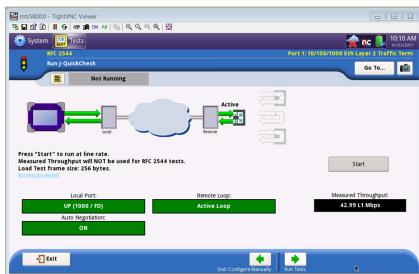 mts5800:0 - TightVNC Viewer
Ctrl Alt
System
Tests
10:10 AM
RFC 2544
Port 1: 10/100/1000 Eth Layer 2 Traffic Term
Run J-QuickCheck
Go To...
Not Running
Active
Local
Remote
Press "Start" to run at line rate.
Measured Throughput will NOT be used for RFC 2544 tests.
Load Test frame size: 256 bytes.
Start
Local Port:
Remote Loop:
Measured Throughput:
UP (1000 / FD)
Active Loop
42.99 L1 Mbps
Auto Negotiation:
ON
Exit
End: Configure Manually
Run Tests